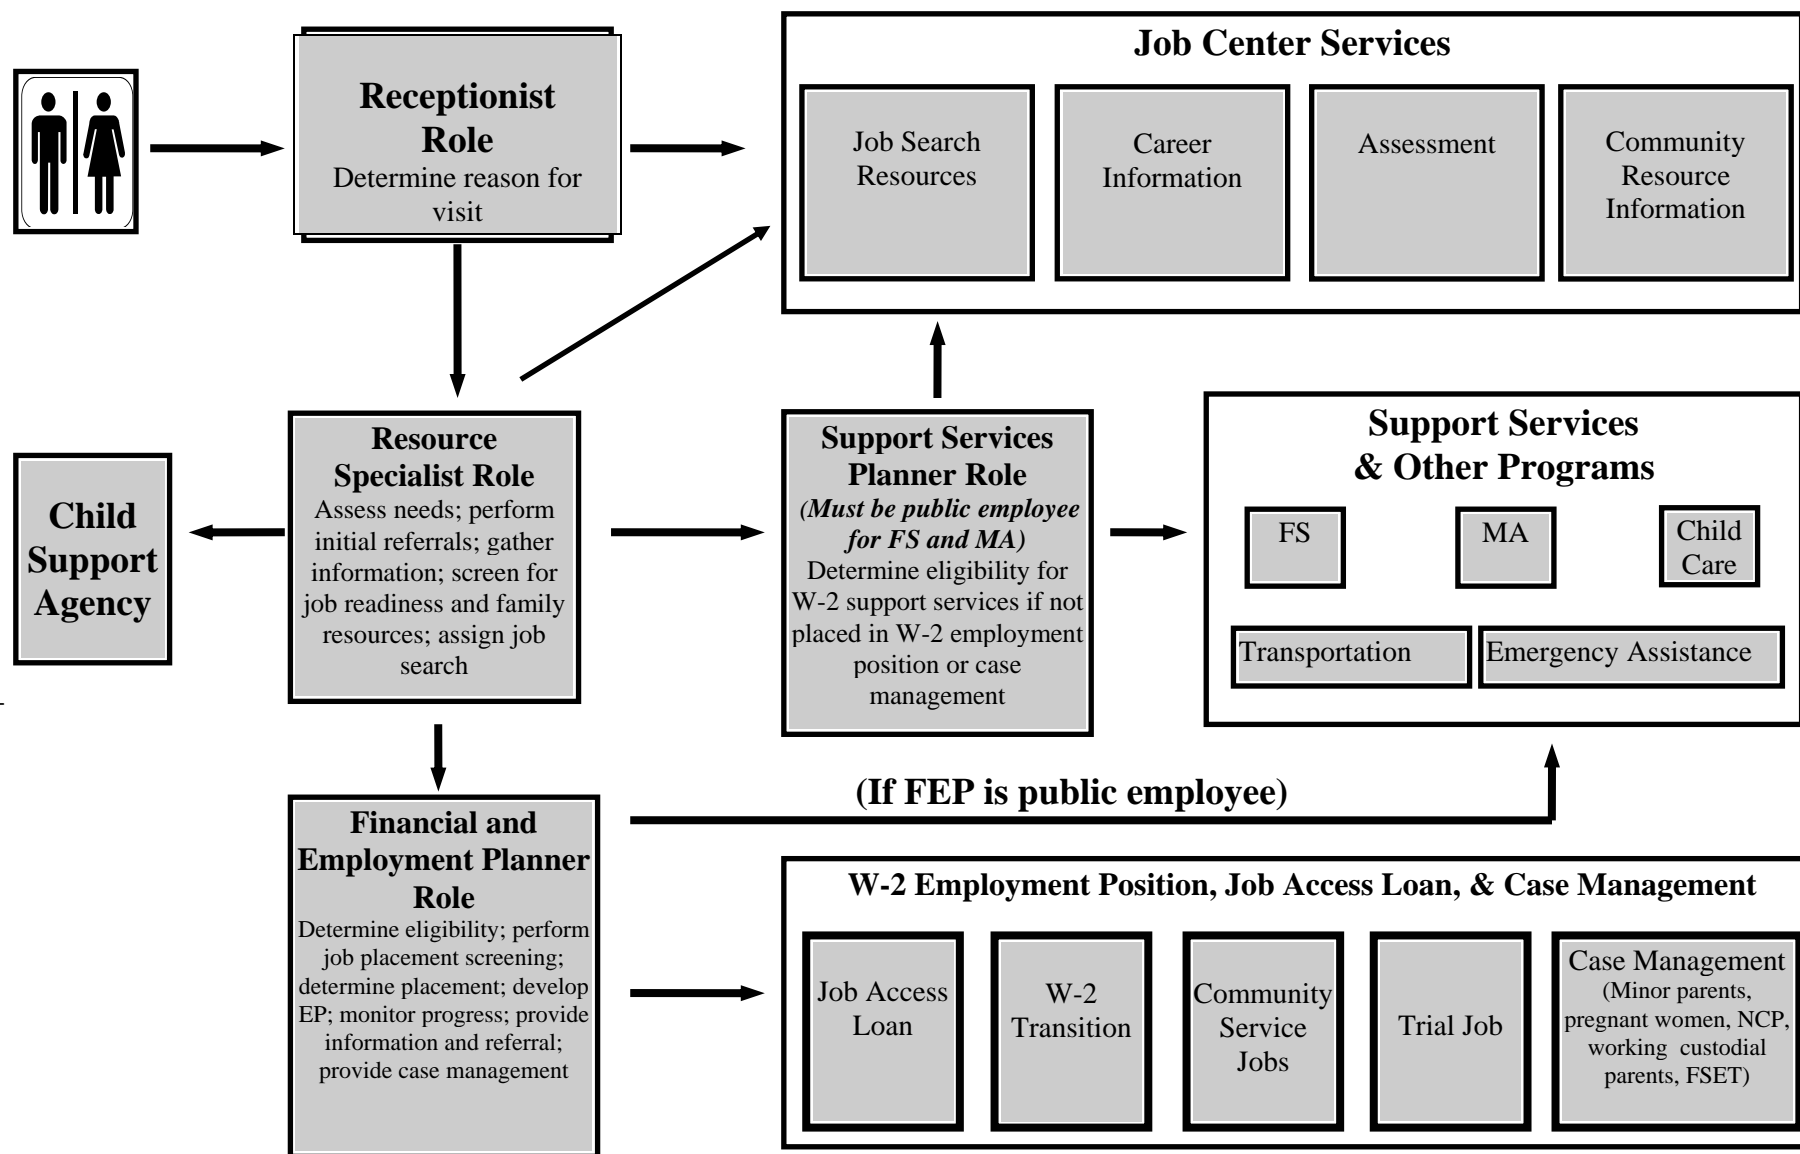 Receptionist
Role
Determine reason for
visit
Job Center Services
Job Search
Resources
Career
Information
Assessment
Community
Resource
Information
Child
Support
Agency
Resource
Specialist Role
Assess needs; perform
initial referrals; gather
information; screen for
job readiness and family
resources; assign job
search
Support Services
Planner Role
(Must be public employee
for FS and MA)
Determine eligibility for
W-2 support services if not
placed in W-2 employment
position or case
management
Support Services
& Other Programs
FS
MA
Child
Care
Transportation
Emergency Assistance
(If FEP is public employee)
Financial and
Employment Planner
Role
Determine eligibility; perform
job placement screening;
determine placement; develop
EP; monitor progress; provide
information and referral;
provide case management
W-2 Employment Position, Job Access Loan, & Case Management
Job Access
Loan
W-2
Transition
Community
Service
Jobs
Trial Job
Case Management
(Minor parents,
pregnant women, NCP,
working custodial
parents, FSET)